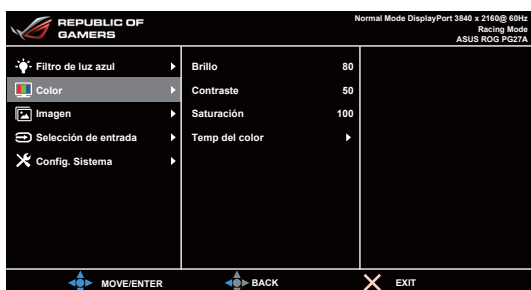 REPUBLIC OF
GAMERS
Normal Mode DisplayPort 3840 x 2160@ 60Hz
Racing Mode
ASUS ROG PG27A
Filtro de luz azul
Color
Imagen
Selección de entrada
Config. Sistema
Brillo 80
Contraste 50
Saturación 100
Temp del color
MOVE/ENTER BACK EXIT